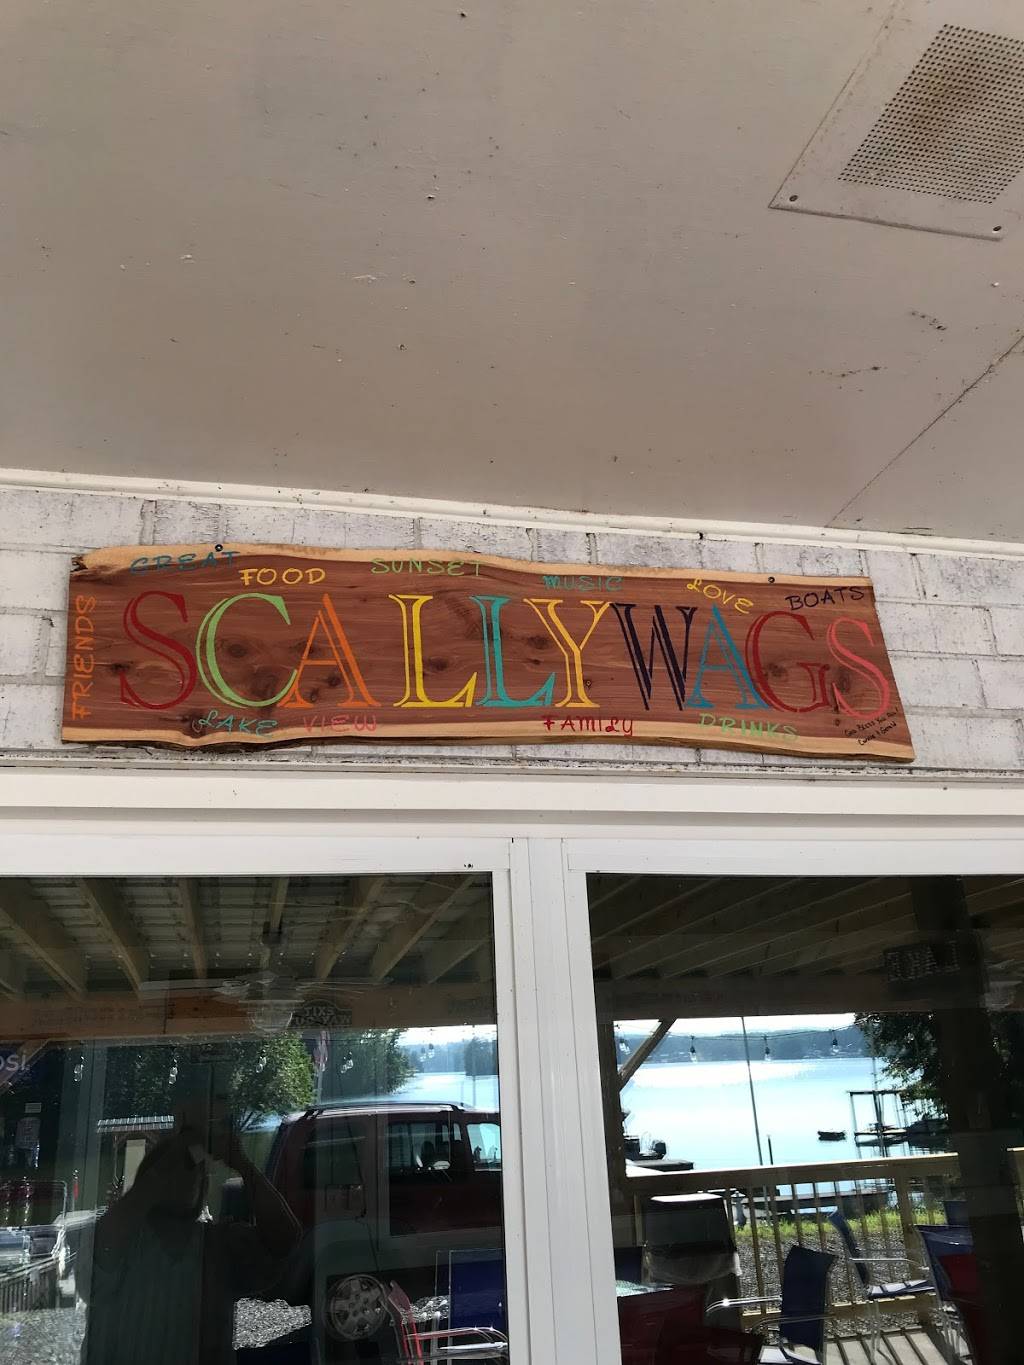 GREAT
FOOD
SUNSET
MUSIC
LOVE
BOATS
FRIENDS
SCALLYWAGS
LAKE VIEW
FAMILY
DRINKS